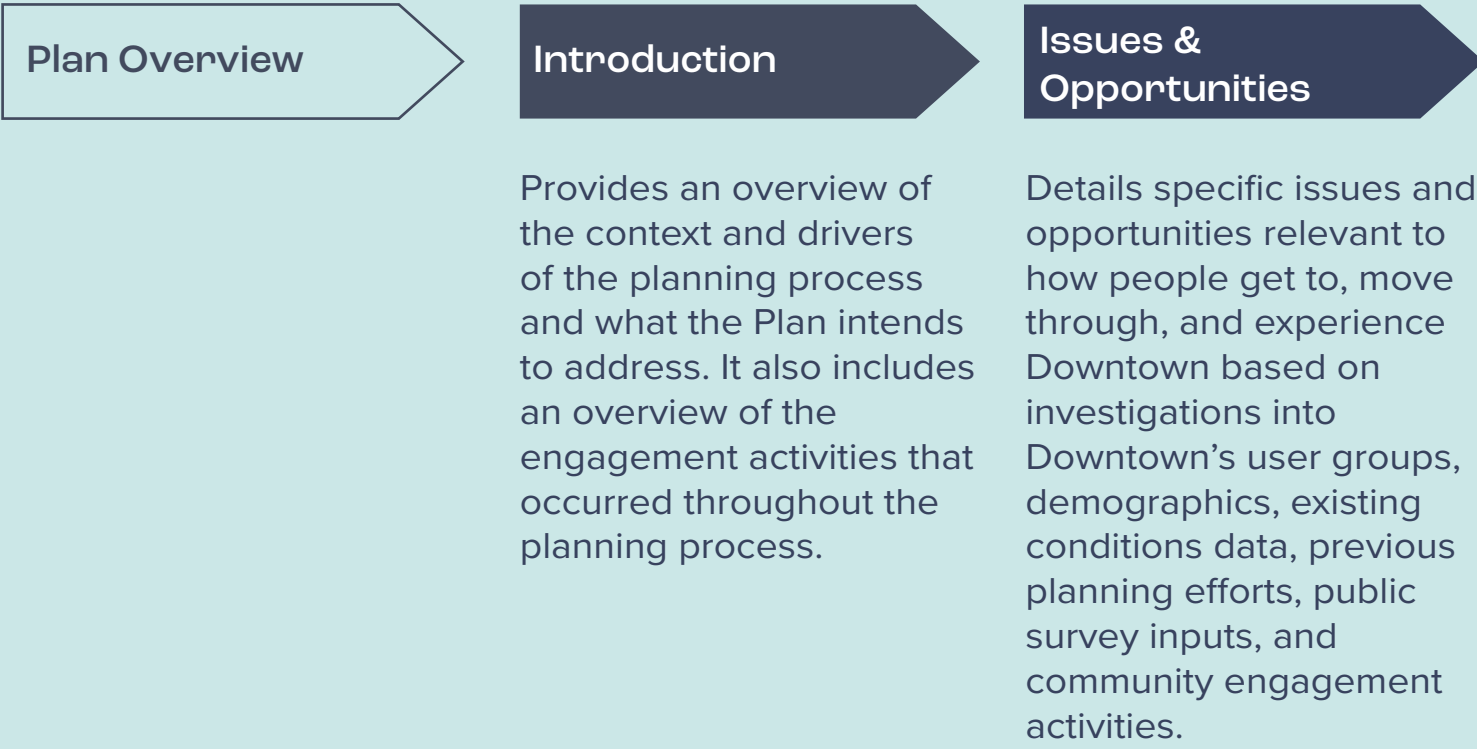 Plan Overview
Introduction
Provides an overview of
the context and drivers
of the planning process
and what the Plan intends
to address. It also includes
an overview of the
engagement activities that
occurred throughout the
planning process.
Issues &
Opportunities
Details specific issues and
opportunities relevant to
how people get to, move
through, and experience
Downtown based on
investigations into
Downtown’s user groups,
demographics, existing
conditions data, previous
planning efforts, public
survey inputs, and
community engagement
activities.